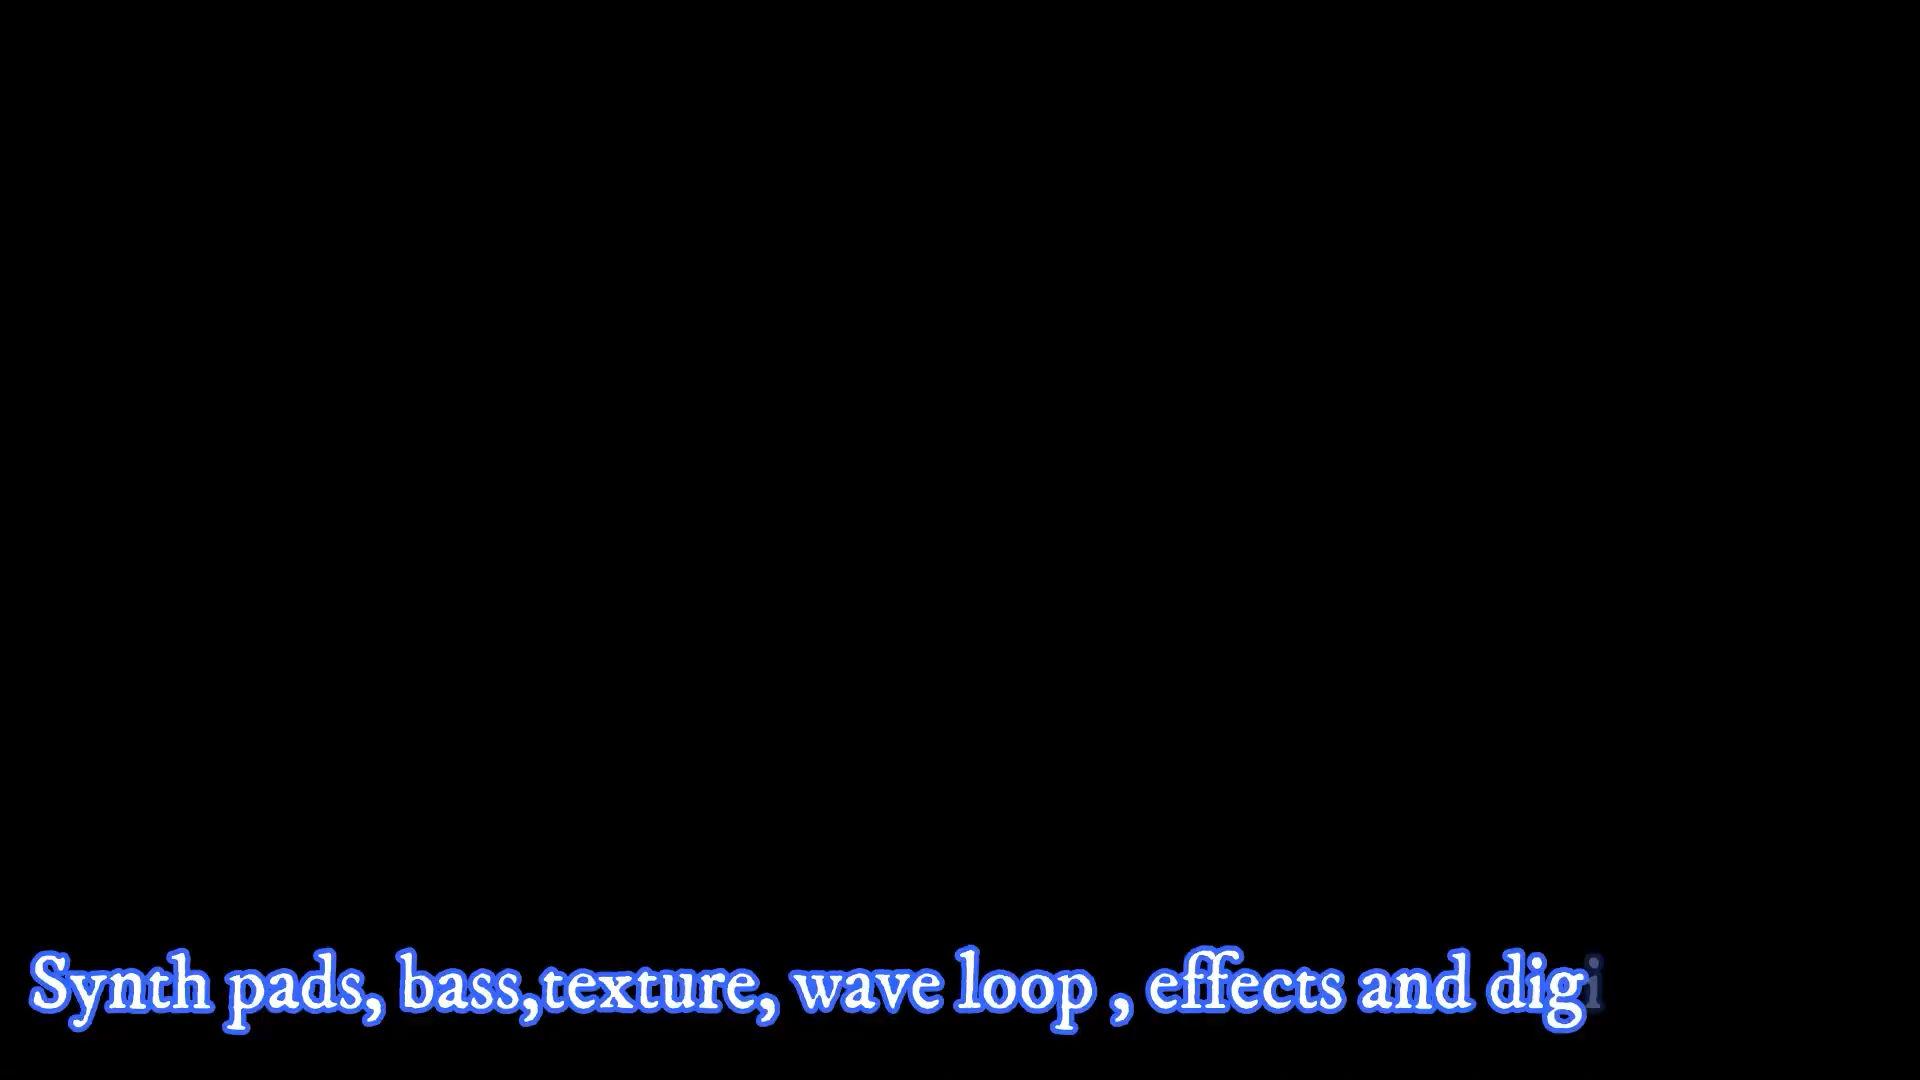 Synth pads, bass,texture, wave loop , effects and digi